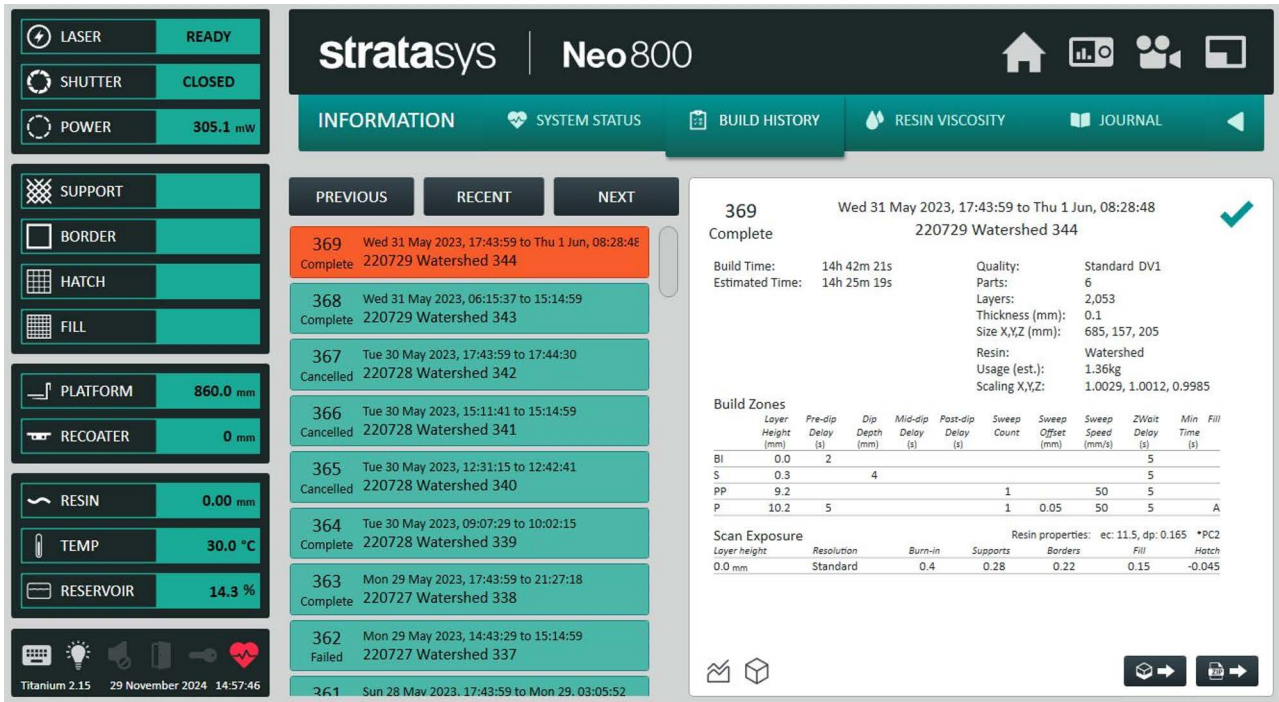 LASER READY
SHUTTER CLOSED
POWER 305.1 mW
SUPPORT
BORDER
HATCH
FILL
PLATFORM 860.0 mm
RECOATER 0 mm
RESIN 0.00 mm
TEMP 30.0 °C
RESERVOIR 14.3 %
Titanium 2.15 29 November 2024 14:57:46
stratasys Neo800
INFORMATION SYSTEM STATUS BUILD HISTORY RESIN VISCOSITY JOURNAL
PREVIOUS RECENT NEXT
369 Wed 31 May 2023, 17:43:59 to Thu 1 Jun, 08:28:48
Complete 220729 Watershed 344
368 Wed 31 May 2023, 06:15:37 to 15:14:59
Complete 220729 Watershed 343
367 Tue 30 May 2023, 17:43:59 to 17:44:30
Cancelled 220728 Watershed 342
366 Tue 30 May 2023, 15:11:41 to 15:14:59
Cancelled 220728 Watershed 341
365 Tue 30 May 2023, 12:31:15 to 12:42:41
Cancelled 220728 Watershed 340
364 Tue 30 May 2023, 09:07:29 to 10:02:15
Complete 220728 Watershed 339
363 Mon 29 May 2023, 17:43:59 to 21:27:18
Complete 220727 Watershed 338
362 Mon 29 May 2023, 14:43:29 to 15:14:59
Failed 220727 Watershed 337
361 Sun 28 May 2023, 17:43:59 to Mon 29, 03:05:52
369 Wed 31 May 2023, 17:43:59 to Thu 1 Jun, 08:28:48
Complete 220729 Watershed 344
Build Time: 14h 42m 21s Quality: Standard DV1
Estimated Time: 14h 25m 19s Parts: 6
Layers: 2,053
Thickness (mm): 0.1
Size X,Y,Z (mm): 685, 157, 205
Resin: Watershed
Usage (est.): 1.36kg
Scaling X,Y,Z: 1.0029, 1.0012, 0.9985
Build Zones
Layer Pre-dip Dip Mid-dip Post-dip Sweep Sweep Sweep ZWait Min Fill
Height Delay Depth Delay Delay Count Offset Speed Delay Time
(mm) (s) (mm) (s) (s) (mm) (mm/s) (s) (s)
BI 0.0 2 5
S 0.3 4 5
PP 9.2 1 50 5
P 10.2 5 1 0.05 50 5 A
Scan Exposure Resin properties: ec: 11.5, dp: 0.165 *PC2
Layer height Resolution Burn-in Supports Borders Fill Hatch
0.0 mm Standard 0.4 0.28 0.22 0.15 -0.045
ZIP